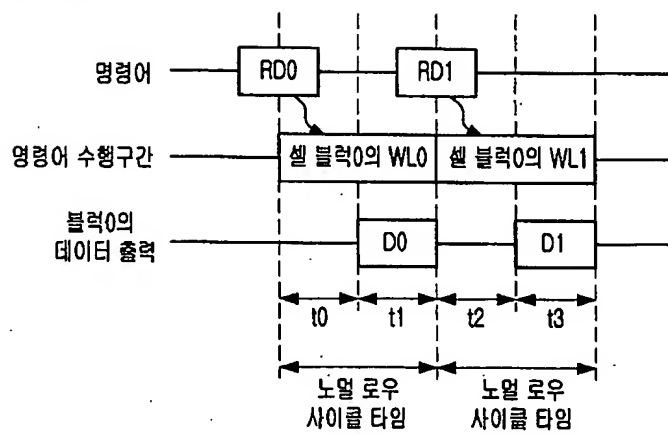 명령어
RD0
RD1
명령어 수행구간
셀 블럭0의 WL0
셀 블럭0의 WL1
블럭0의
데이터 출력
D0
D1
t0
t1
t2
t3
노멀 로우
사이클 타임
노멀 로우
사이클 타임